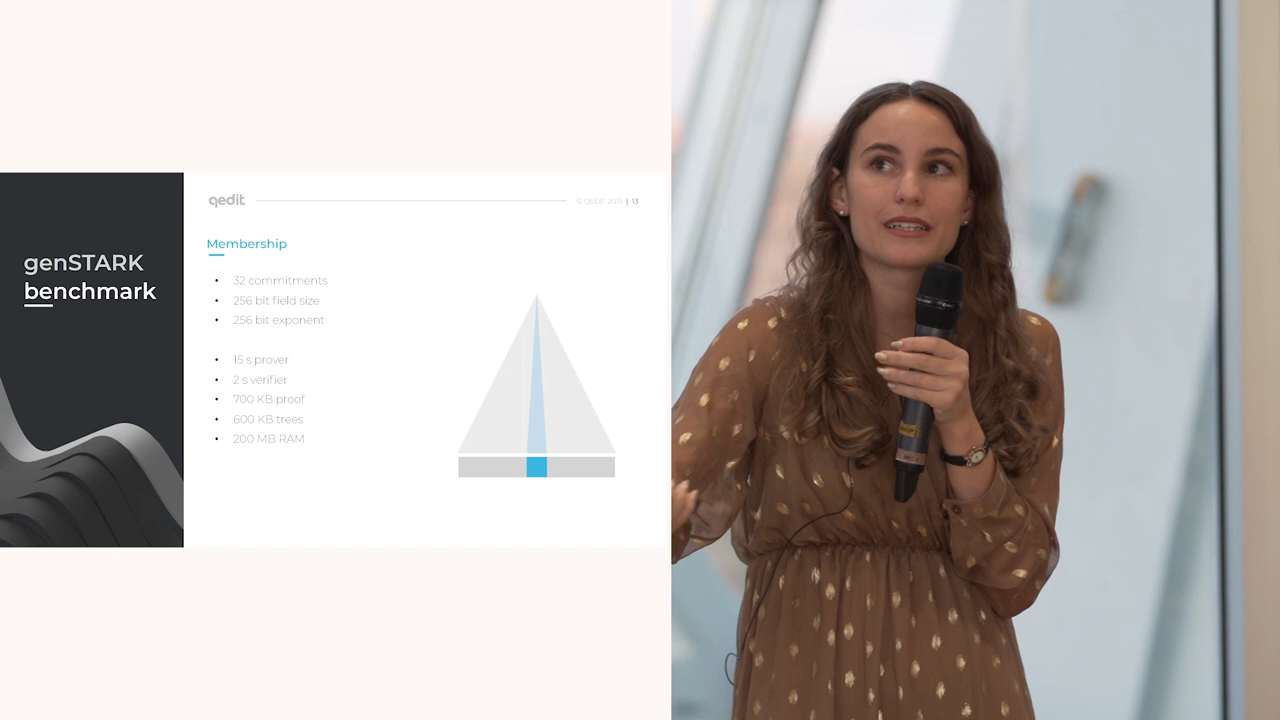 genSTARK
benchmark
qedit
© QEDIT 2019 | 13
Membership
• 32 commitments
• 256 bit field size
• 256 bit exponent
• 15 s prover
• 2 s verifier
• 700 KB proof
• 600 KB trees
• 200 MB RAM